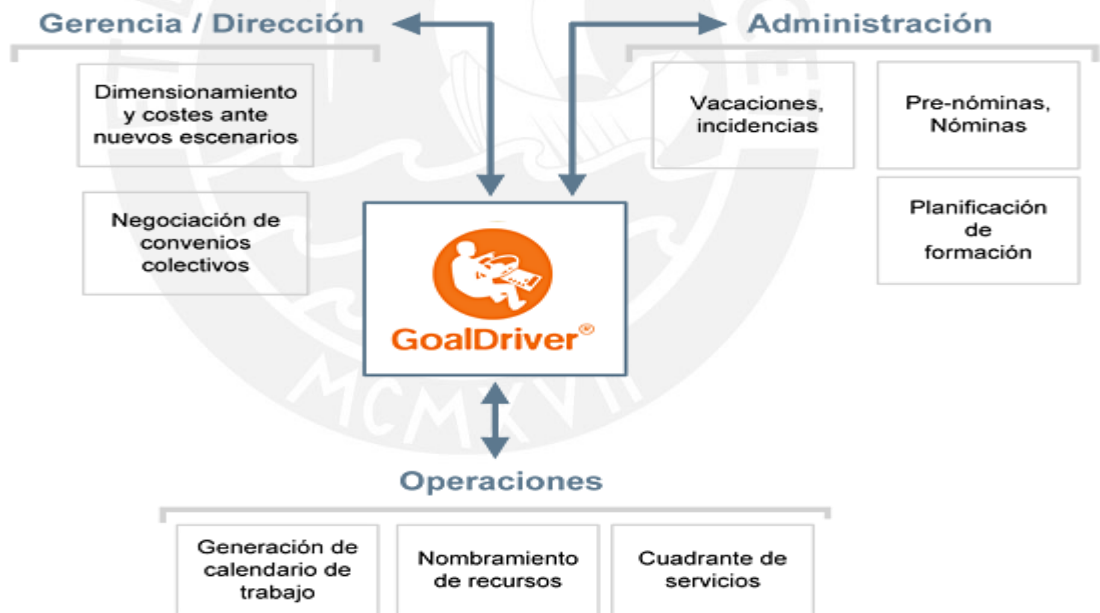 Gerencia / Dirección
Administración
Dimensionamiento
y costes ante
nuevos escenarios
Vacaciones,
incidencias
Pre-nóminas,
Nóminas
Negociación de
convenios
colectivos
Planificación
de
formación
GoalDriver®
MCMXVII
Operaciones
Generación de
calendario de
trabajo
Nombramiento
de recursos
Cuadrante de
servicios